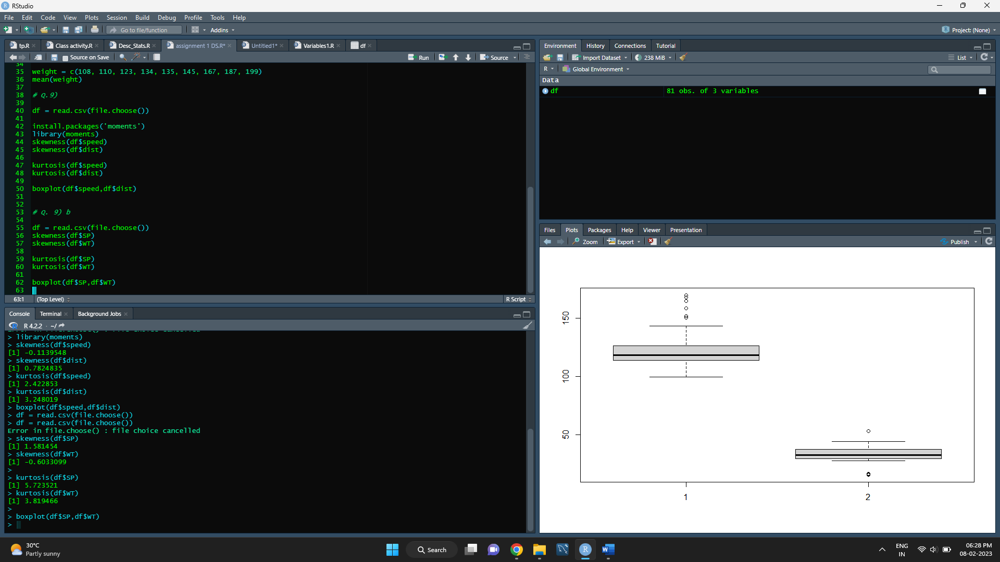 RStudio
File Edit Code View Plots Session Build Debug Profile Tools Help
Go to file/function Addins Project: (None)
tp.R Class activity.R Desc_Stats.R assignment 1 DS.R* Untitled1* Variables1.R df
Source on Save Run Source
34
35 weight = c(108, 110, 123, 134, 135, 145, 167, 187, 199)
36 mean(weight)
37
38 # Q.9)
39
40 df = read.csv(file.choose())
41
42 install.packages('moments')
43 library(moments)
44 skewness(df$speed)
45 skewness(df$dist)
46
47 kurtosis(df$speed)
48 kurtosis(df$dist)
49
50 boxplot(df$speed,df$dist)
51
52
53 # Q. 9) b
54
55 df = read.csv(file.choose())
56 skewness(df$SP)
57 skewness(df$WT)
58
59 kurtosis(df$SP)
60 kurtosis(df$WT)
61
62 boxplot(df$SP,df$WT)
63
63:1 (Top Level) R Script
Console Terminal Background Jobs
R 4.2.2 · ~/
> library(moments)
> skewness(df$speed)
[1] -0.1139548
> skewness(df$dist)
[1] 0.7824835
> kurtosis(df$speed)
[1] 2.422853
> kurtosis(df$dist)
[1] 3.248019
> boxplot(df$speed,df$dist)
> df = read.csv(file.choose())
> df = read.csv(file.choose())
Error in file.choose() : file choice cancelled
> skewness(df$SP)
[1] 1.581454
> skewness(df$WT)
[1] -0.6033099
>
> kurtosis(df$SP)
[1] 5.723521
> kurtosis(df$WT)
[1] 3.819466
>
> boxplot(df$SP,df$WT)
>
Environment History Connections Tutorial
Import Dataset 238 MiB List
R Global Environment
Data
df 81 obs. of 3 variables
Files Plots Packages Help Viewer Presentation
Zoom Export Publish
150
100
50
1 2
30°C
Partly sunny
Search
ENG
IN
06:28 PM
08-02-2023